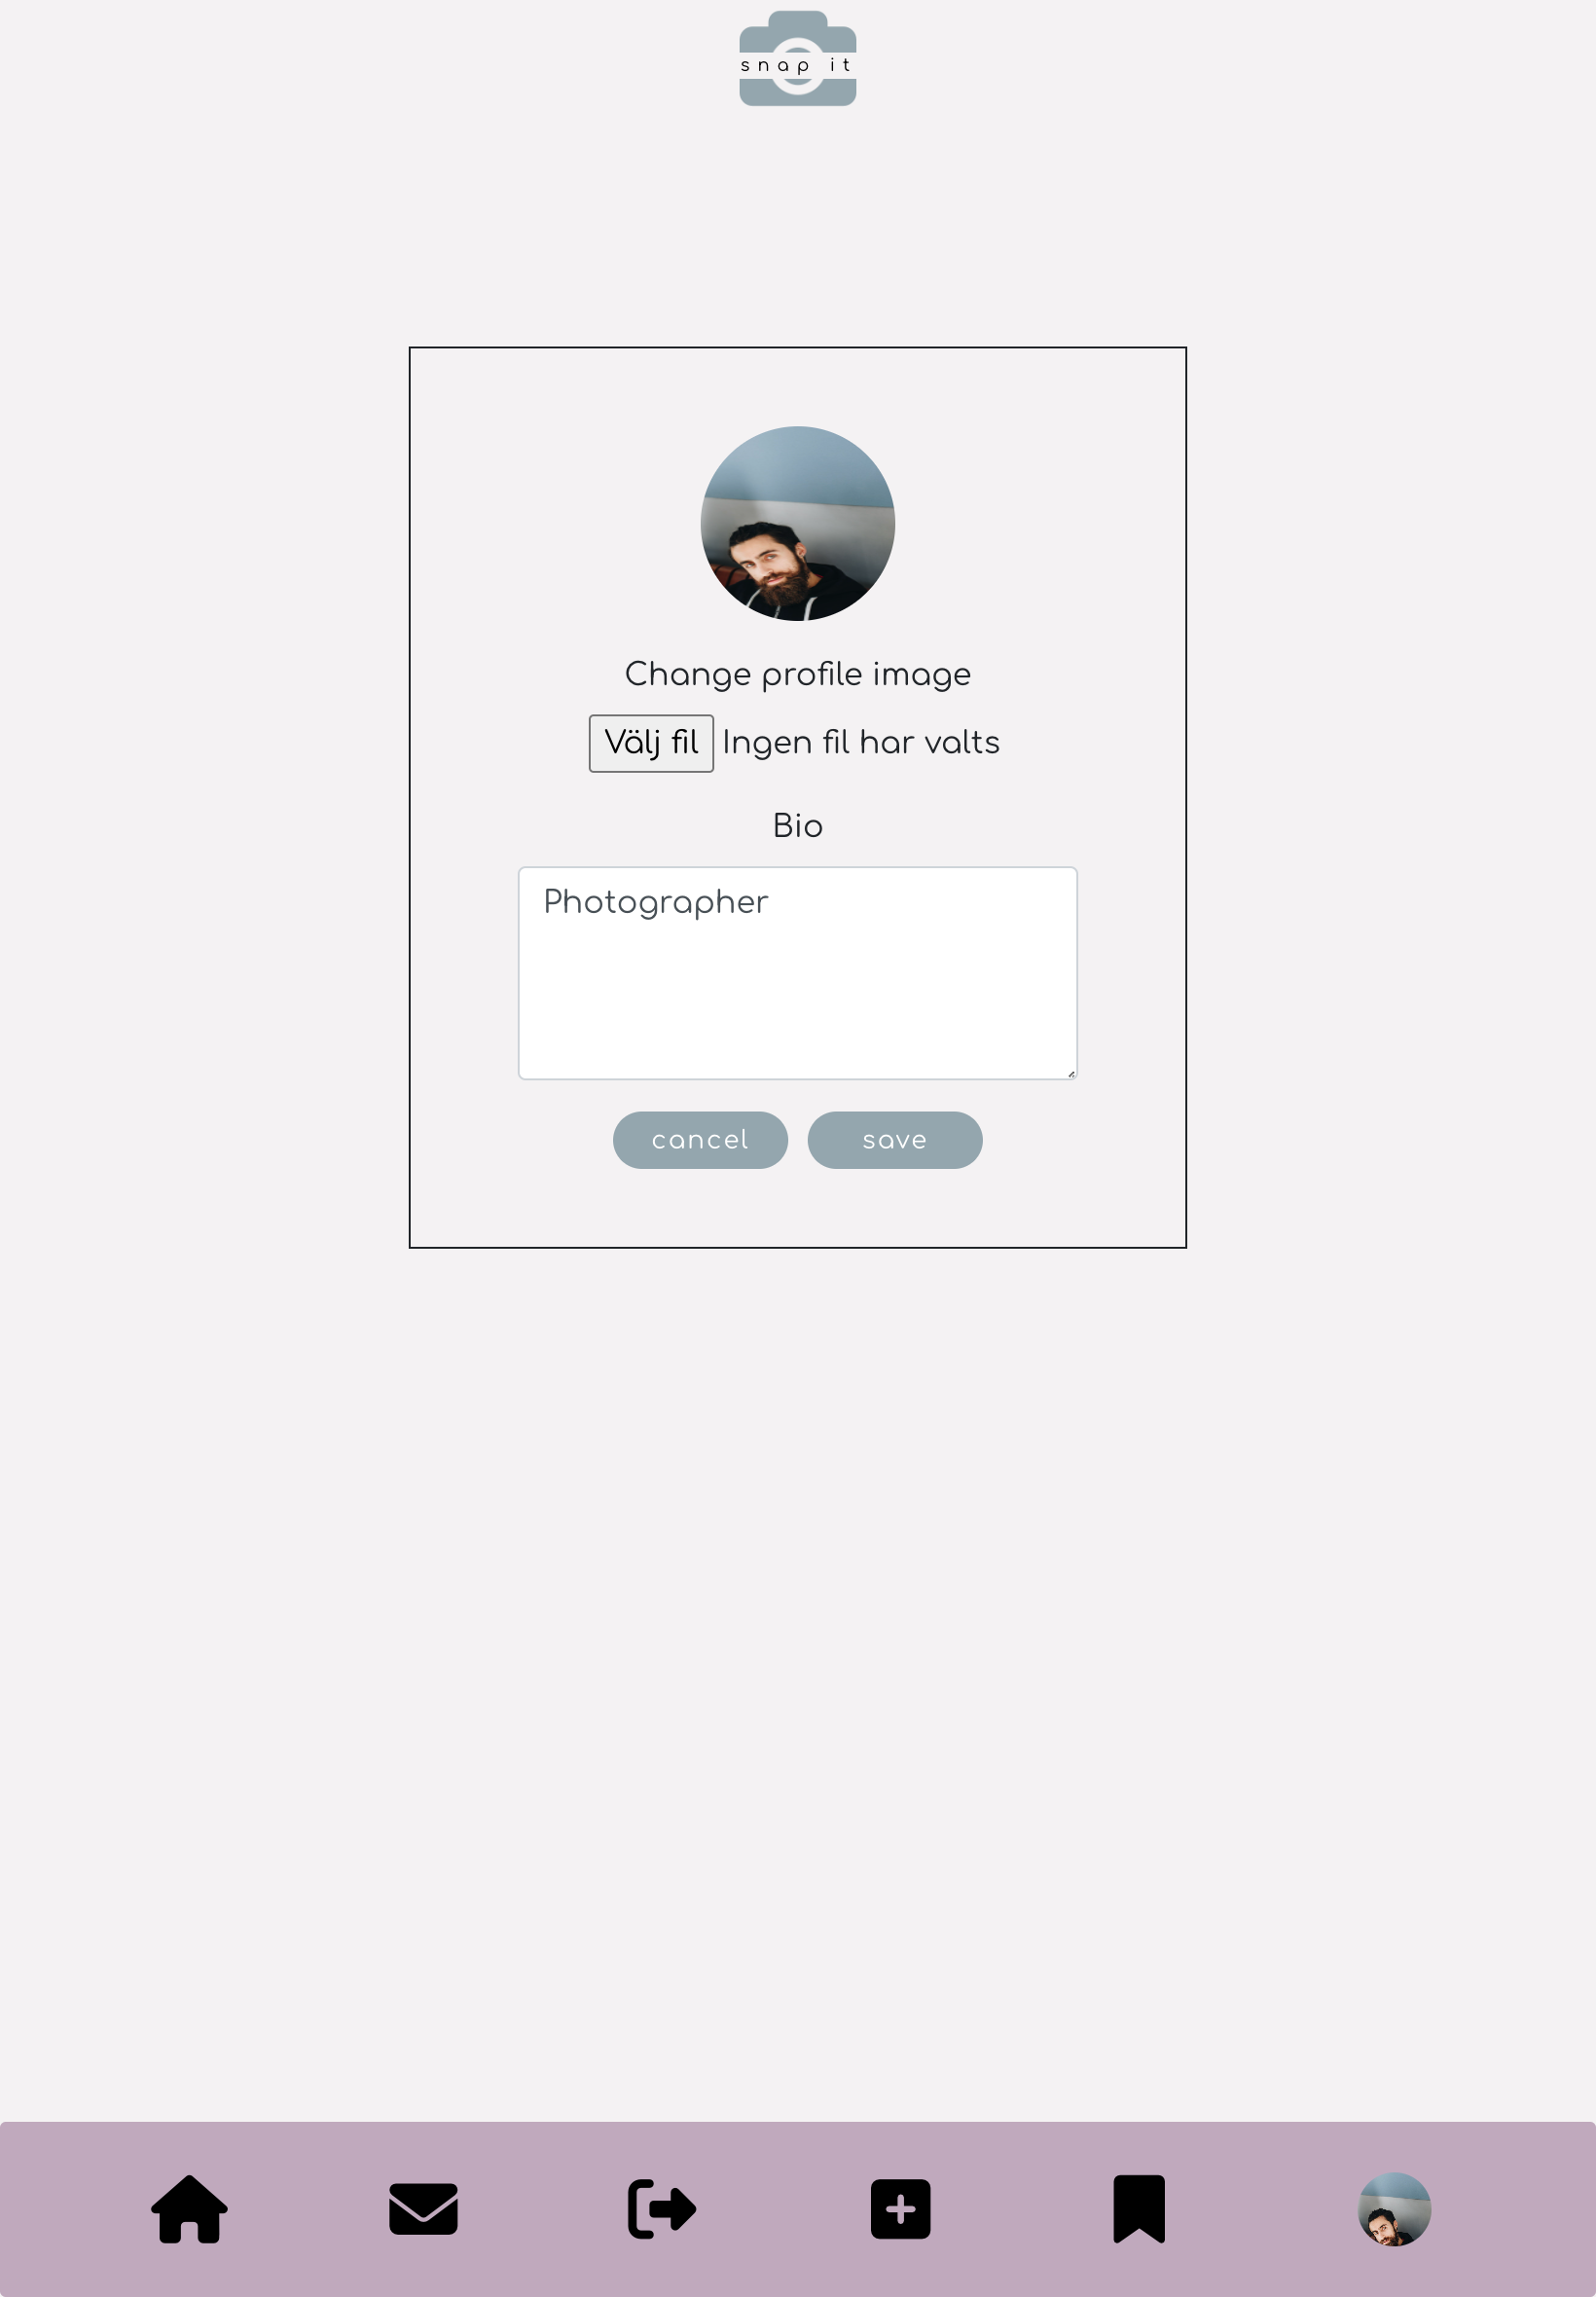 snap it
Change profile image
Välj fil Ingen fil har valts
Bio
Photographer
cancel save